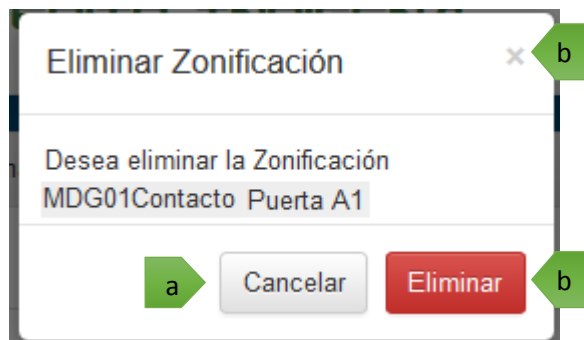 Eliminar Zonificación × b
Desea eliminar la Zonificación
MDG01Contacto Puerta A1
a Cancelar Eliminar b